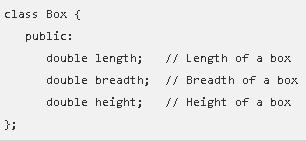 class Box {
   public:
      double length;   // Length of a box
      double breadth;  // Breadth of a box
      double height;   // Height of a box
};